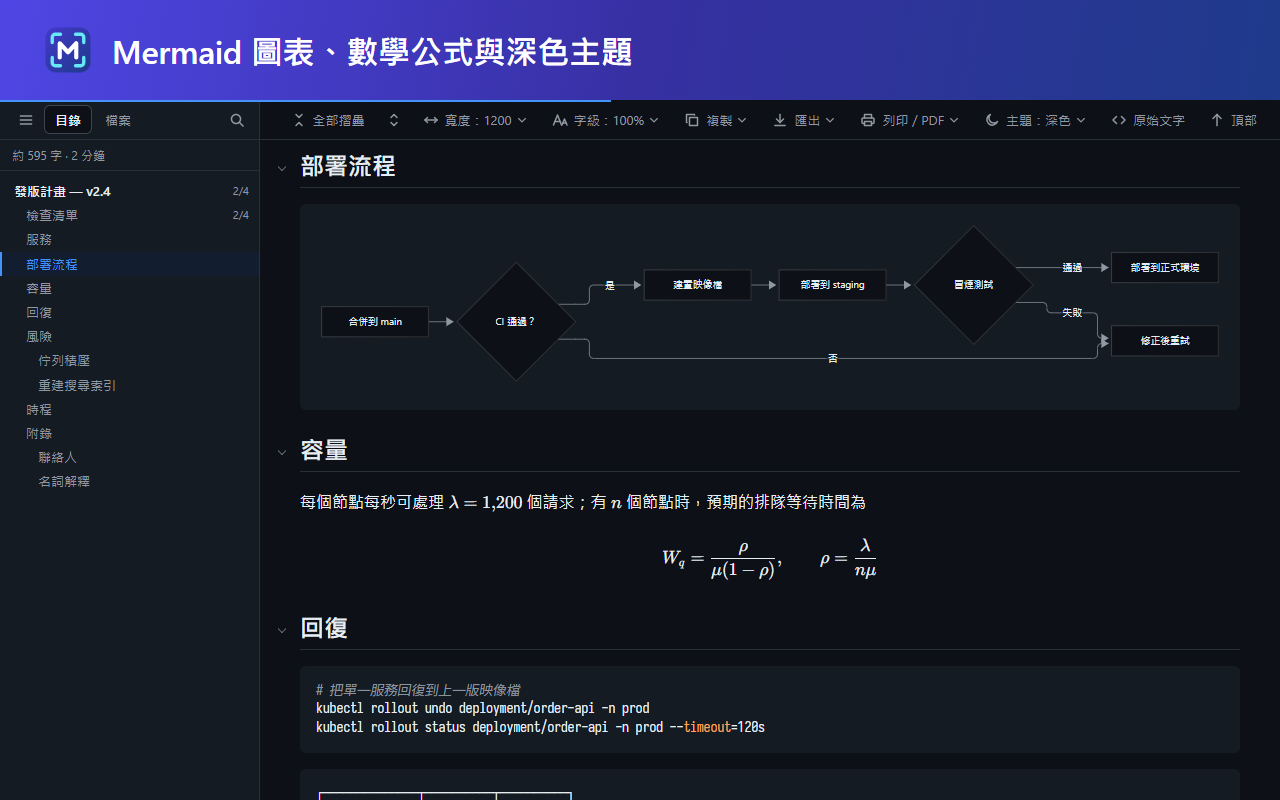 Mermaid 圖表、數學公式與深色主題
目錄 檔案
全部摺疊 寬度：1200 字級：100% 複製 匯出 列印 / PDF 主題：深色 原始文字 頂部
約 595 字 · 2 分鐘
發版計畫 — v2.4 2/4
檢查清單 2/4
服務
部署流程
容量
回復
風險
佇列積壓
重建搜尋索引
時程
附錄
聯絡人
名詞解釋
部署流程
合併到 main
CI 通過？
是
建置映像檔
部署到 staging
冒煙測試
通過
部署到正式環境
失敗
修正後重試
否
容量
每個節點每秒可處理 λ = 1,200 個請求；有 n 個節點時，預期的排隊等待時間為
W_q = ρ / μ(1 − ρ), ρ = λ / nμ
回復
# 把單一服務回復到上一版映像檔
kubectl rollout undo deployment/order-api -n prod
kubectl rollout status deployment/order-api -n prod --timeout=120s